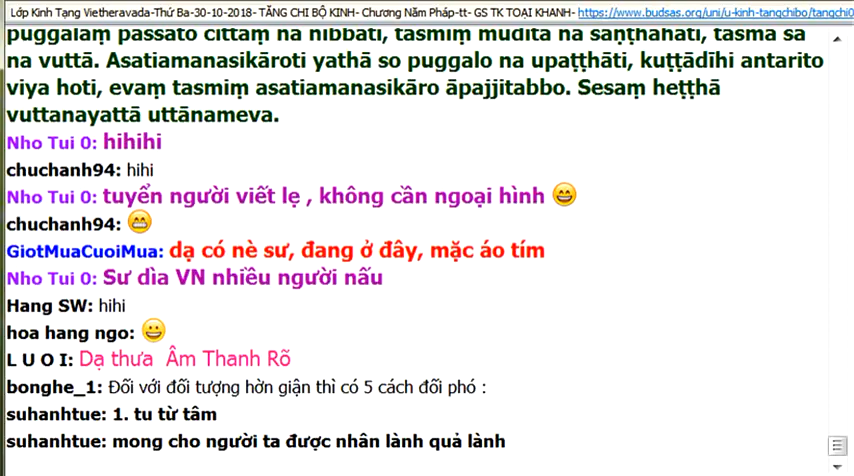 Lớp Kinh Tạng Vietheravada-Thứ Ba-30-10-2018- TĂNG CHI BỘ KINH- Chương Năm Pháp-tt- GS TK TOẠI KHANH- https://www.budsas.org/uni/u-kinh-tangchibo/tangchi0
puggalaṃ passato cittaṃ na nibbāti, tasmiṃ muditā na saṇṭhahāti, tasmā sā
na vuttā. Asatiamanasikāroti yathā so puggalo na upaṭṭhāti, kuṭṭādīhi antarito
viya hoti, evaṃ tasmiṃ asatiamanasikāro āpajjitabbo. Sesaṃ heṭṭhā
vuttanayattā uttānameva.
Nho Tui 0: hihihi
chuchanh94: hihi
Nho Tui 0: tuyển người viết lẹ , không cần ngoại hình 😄
chuchanh94: 😁
GiotMuaCuoiMua: dạ có nè sư, đang ở đây, mặc áo tím
Nho Tui 0: Sư dìa VN nhiều người nấu
Hang SW: hihi
hoa hang ngo: 😀
L U O I: Dạ thưa Âm Thanh Rõ
bonghe_1: Đối với đối tượng hờn giận thì có 5 cách đối phó :
suhanhtue: 1. tu từ tâm
suhanhtue: mong cho người ta được nhân lành quả lành